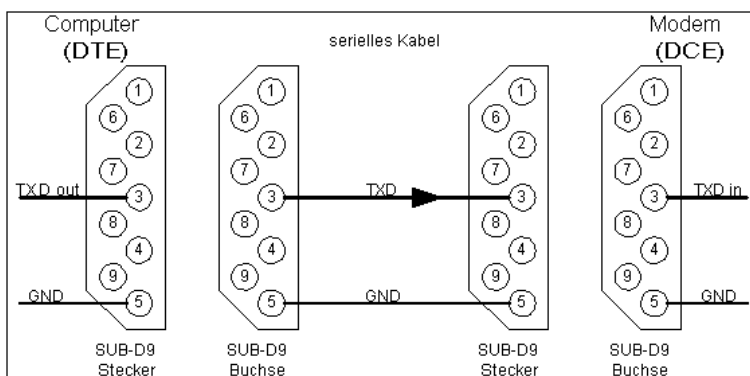 Computer
(DTE)
serielles Kabel
Modem
(DCE)
1
6
2
7
TXD out
3
8
4
9
GND
5
SUB-D9
Stecker
1
6
2
7
3
8
4
9
5
SUB-D9
Buchse
TXD
GND
1
6
2
7
3
8
4
9
5
SUB-D9
Stecker
1
6
2
7
3
TXD in
8
4
9
5
GND
SUB-D9
Buchse